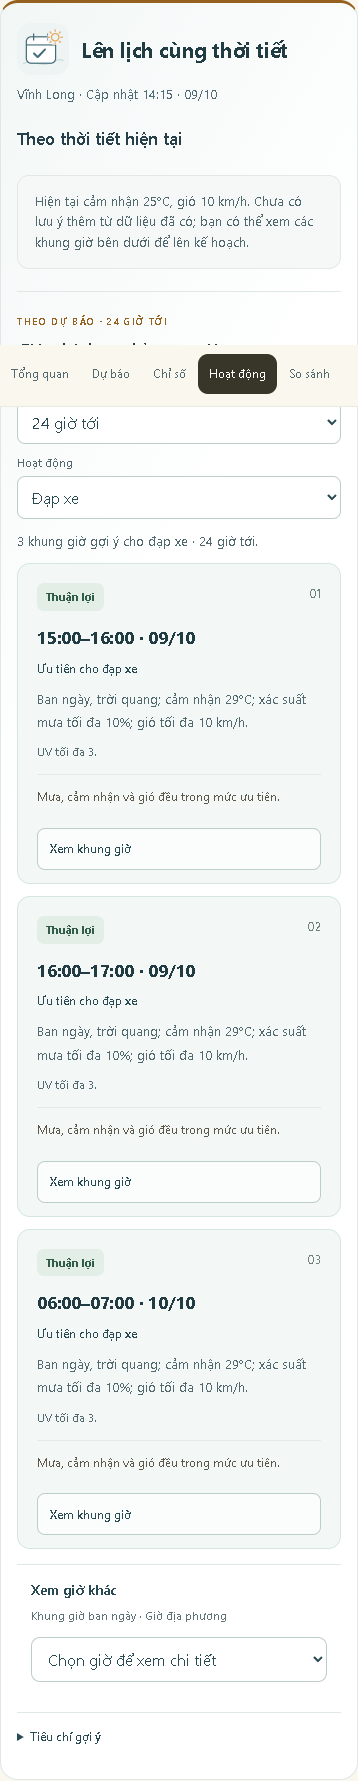 Lên lịch cùng thời tiết
Vĩnh Long · Cập nhật 14:15 · 09/10
Theo thời tiết hiện tại
Hiện tại cảm nhận 25°C, gió 10 km/h. Chưa có
lưu ý thêm từ dữ liệu đã có; bạn có thể xem các
khung giờ bên dưới để lên kế hoạch.
THEO DỰ BÁO · 24 GIỜ TỚI
Tổng quan Dự báo Chỉ số Hoạt động So sánh
24 giờ tới
Hoạt động
Đạp xe
3 khung giờ gợi ý cho đạp xe · 24 giờ tới.
Thuận lợi 01
15:00–16:00 · 09/10
Ưu tiên cho đạp xe
Ban ngày, trời quang; cảm nhận 29°C; xác suất
mưa tối đa 10%; gió tối đa 10 km/h.
UV tối đa 3.
Mưa, cảm nhận và gió đều trong mức ưu tiên.
Xem khung giờ
Thuận lợi 02
16:00–17:00 · 09/10
Ưu tiên cho đạp xe
Ban ngày, trời quang; cảm nhận 29°C; xác suất
mưa tối đa 10%; gió tối đa 10 km/h.
UV tối đa 3.
Mưa, cảm nhận và gió đều trong mức ưu tiên.
Xem khung giờ
Thuận lợi 03
06:00–07:00 · 10/10
Ưu tiên cho đạp xe
Ban ngày, trời quang; cảm nhận 29°C; xác suất
mưa tối đa 10%; gió tối đa 10 km/h.
UV tối đa 3.
Mưa, cảm nhận và gió đều trong mức ưu tiên.
Xem khung giờ
Xem giờ khác
Khung giờ ban ngày · Giờ địa phương
Chọn giờ để xem chi tiết
Tiêu chí gợi ý